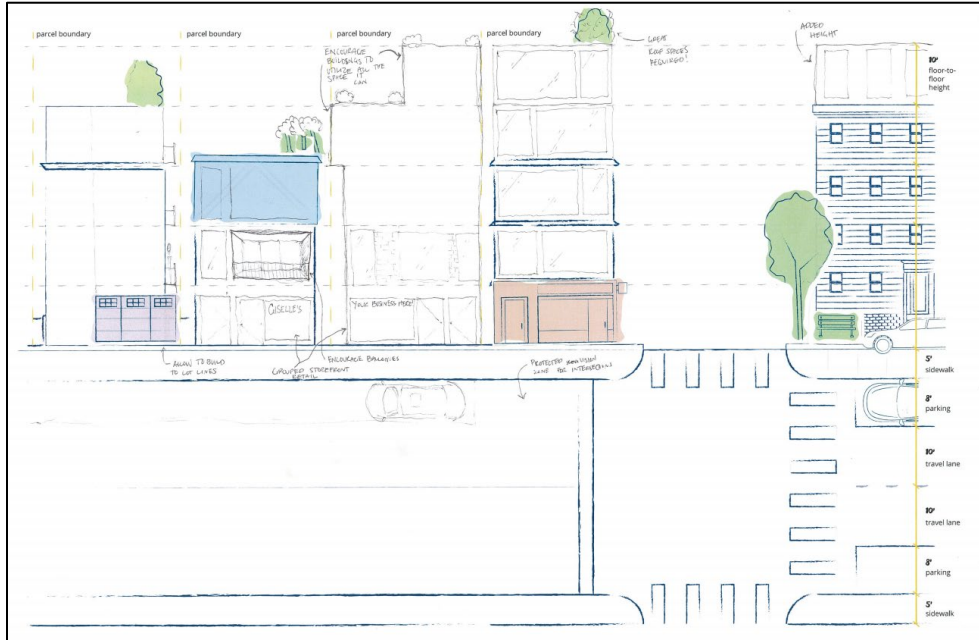 parcel boundary
parcel boundary
parcel boundary
parcel boundary
ENCOURAGE
BUILDINGS TO
UTILIZE ALL THE
SPACE IT
CAN
GREAT
ROOF SPACES
REQUIRED!
ADDED
HEIGHT
10'
floor-to-
floor
height
GISELLE'S
"YOUR BUSINESS HERE"
ALLOW TO BUILD
TO LOT LINES
GROUPED STOREFRONT
RETAIL
ENCOURAGE BALCONIES
PROTECTED
ZONE FOR INTERSECTIONS
5'
sidewalk
8'
parking
10'
travel lane
10'
travel lane
8'
parking
5'
sidewalk